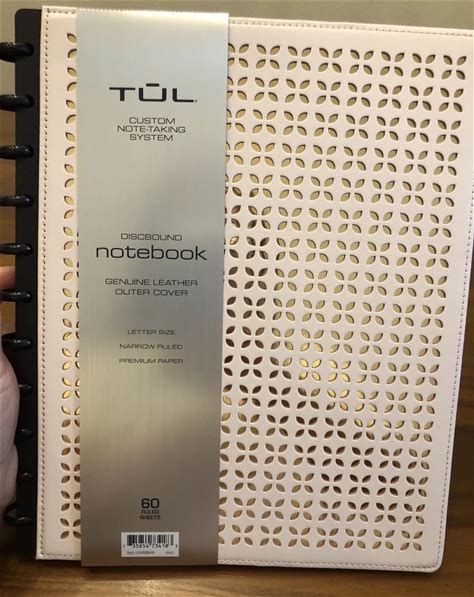 TŪL
CUSTOM
NOTE-TAKING
SYSTEM
DISCBOUND
notebook
GENUINE LEATHER
OUTER COVER
LETTER SIZE
NARROW RULED
PREMIUM PAPER
60
RULED
SHEETS